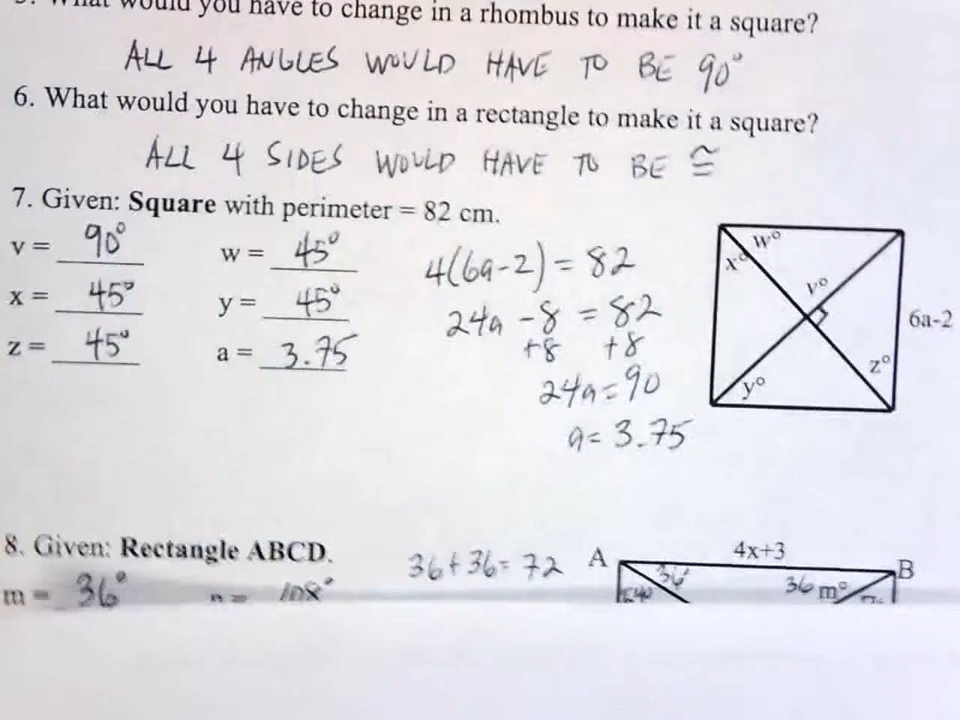 would you have to change in a rhombus to make it a square?
ALL 4 ANGLES WOULD HAVE TO BE 90°
6. What would you have to change in a rectangle to make it a square?
ALL 4 SIDES WOULD HAVE TO BE ≅
7. Given: Square with perimeter = 82 cm.
v = 90° w = 45°
x = 45° y = 45°
z = 45° a = 3.75
4(6a-2) = 82
24a - 8 = 82
+8 +8
24a = 90
a = 3.75
w°
x°
v°
6a-2
z°
y°
8. Given: Rectangle ABCD.
m = 36° n = 108°
36+36=72
A 4x+3 B
36° 36 m°
54°